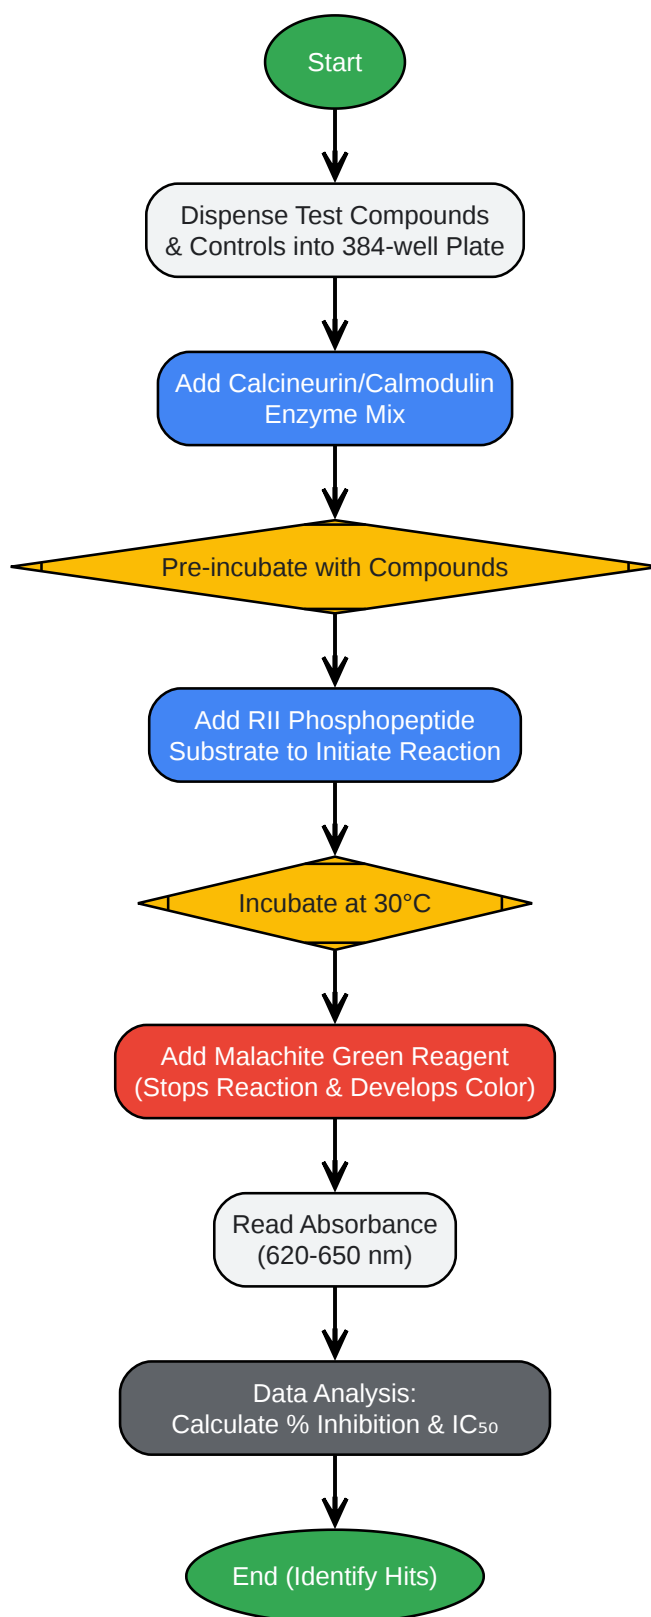 Start
Dispense Test Compounds
& Controls into 384-well Plate
Add Calcineurin/Calmodulin
Enzyme Mix
Pre-incubate with Compounds
Add RII Phosphopeptide
Substrate to Initiate Reaction
Incubate at 30°C
Add Malachite Green Reagent
(Stops Reaction & Develops Color)
Read Absorbance
(620-650 nm)
Data Analysis:
Calculate % Inhibition & IC₅₀
End (Identify Hits)